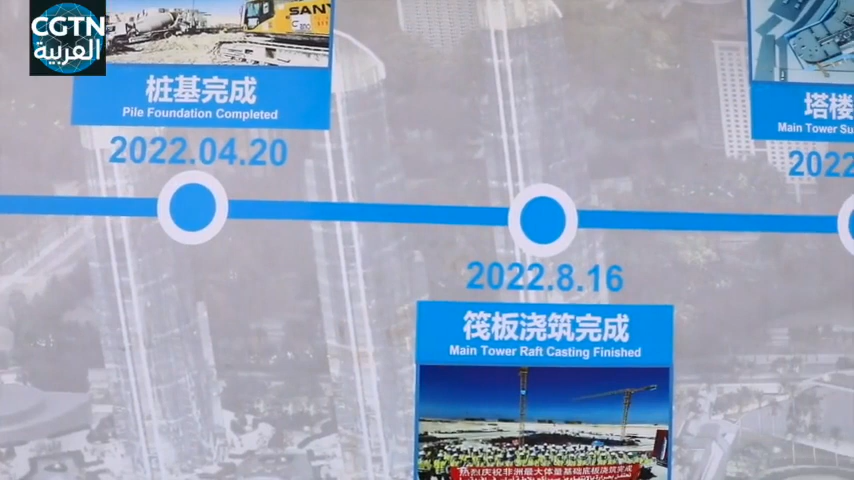 CGTN
العربية
SANY
桩基完成
Pile Foundation Completed
2022.04.20
塔楼
Main Tower Su
2022
2022.8.16
筏板浇筑完成
Main Tower Raft Casting Finished
热烈庆祝非洲最大体量基础底板浇筑完成